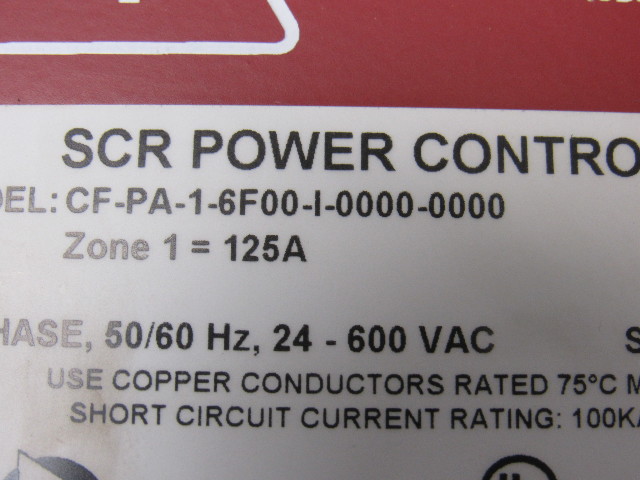 SCR POWER CONTRO
DEL: CF-PA-1-6F00-I-0000-0000
Zone 1 = 125A
HASE, 50/60 Hz, 24 - 600 VAC S
USE COPPER CONDUCTORS RATED 75°C M
SHORT CIRCUIT CURRENT RATING: 100KA